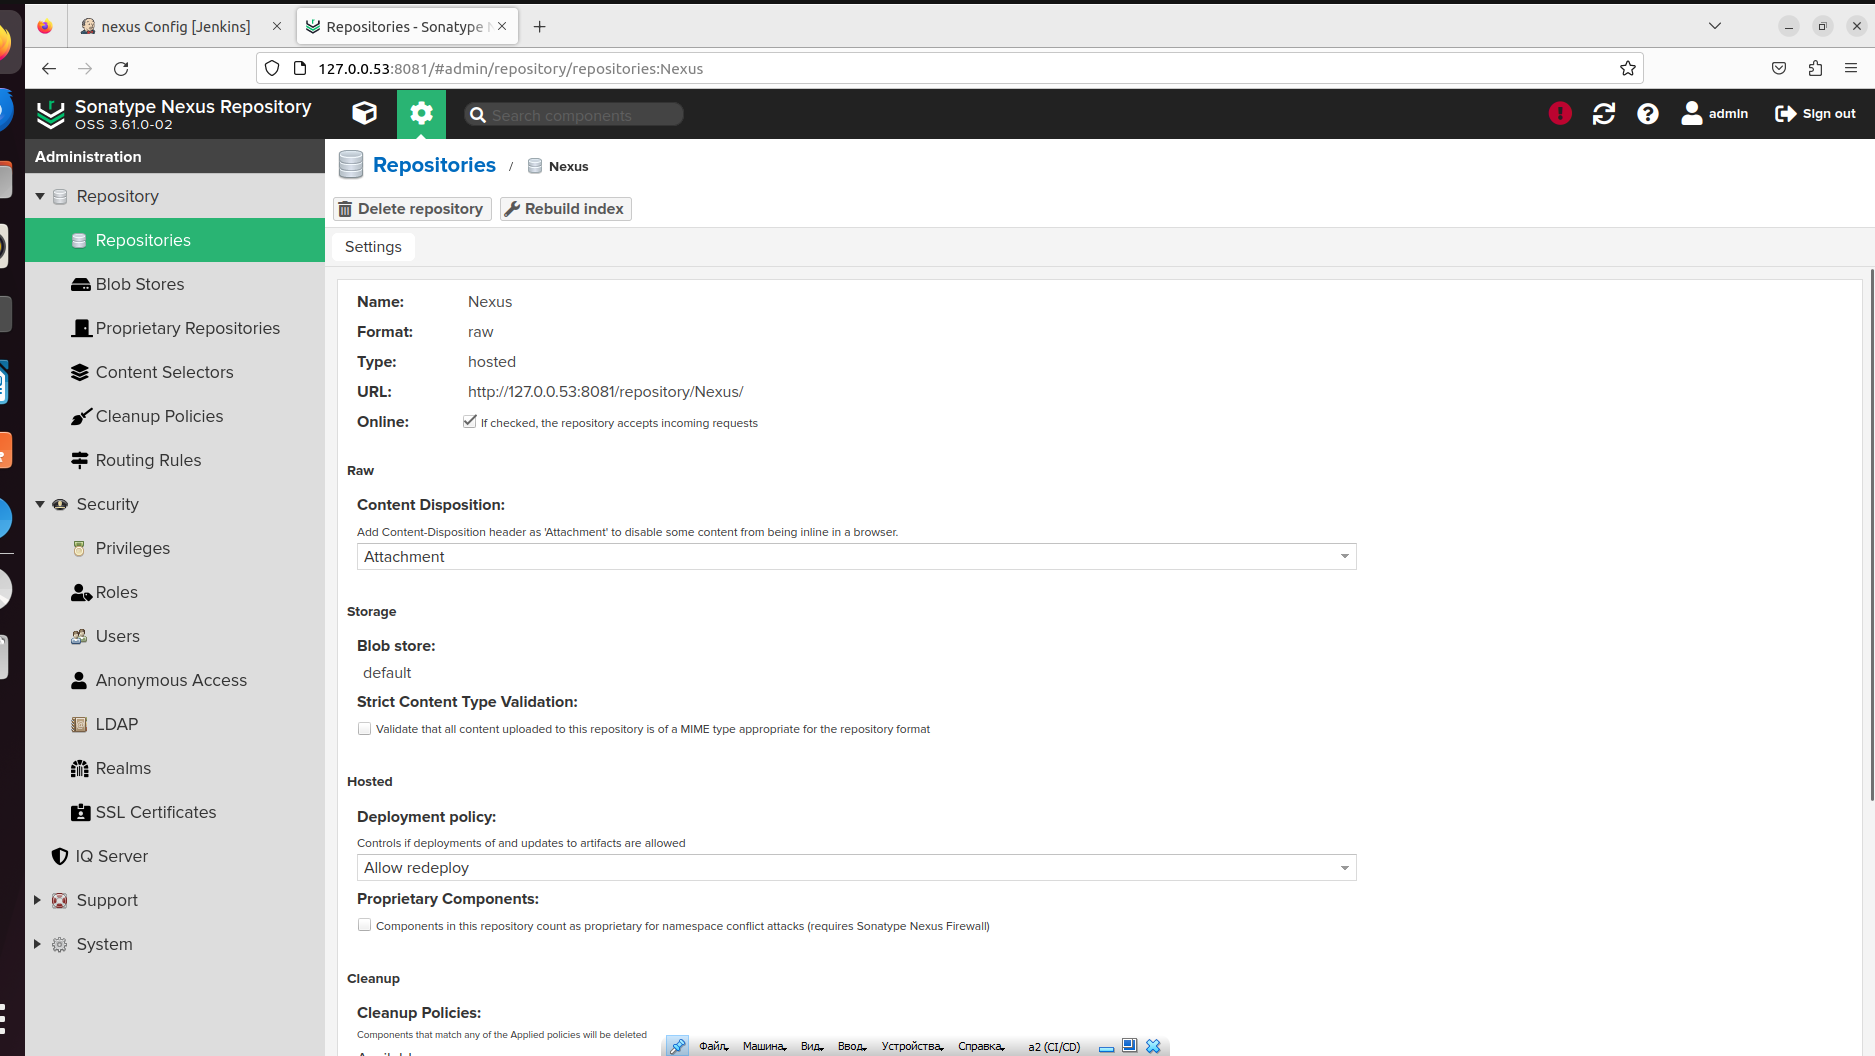 nexus Config [Jenkins]
Repositories - Sonatype N
127.0.0.53:8081/#admin/repository/repositories:Nexus
Sonatype Nexus Repository
OSS 3.61.0-02
Search components
admin
Sign out
Administration
Repository
Repositories
Blob Stores
Proprietary Repositories
Content Selectors
Cleanup Policies
Routing Rules
Security
Privileges
Roles
Users
Anonymous Access
LDAP
Realms
SSL Certificates
IQ Server
Support
System
Repositories / Nexus
Delete repository
Rebuild index
Settings
Name: Nexus
Format: raw
Type: hosted
URL: http://127.0.0.53:8081/repository/Nexus/
Online: If checked, the repository accepts incoming requests
Raw
Content Disposition:
Add Content-Disposition header as 'Attachment' to disable some content from being inline in a browser.
Attachment
Storage
Blob store:
default
Strict Content Type Validation:
Validate that all content uploaded to this repository is of a MIME type appropriate for the repository format
Hosted
Deployment policy:
Controls if deployments of and updates to artifacts are allowed
Allow redeploy
Proprietary Components:
Components in this repository count as proprietary for namespace conflict attacks (requires Sonatype Nexus Firewall)
Cleanup
Cleanup Policies:
Components that match any of the Applied policies will be deleted
Файл Машина Вид Ввод Устройства Справка a2 (CI/CD)